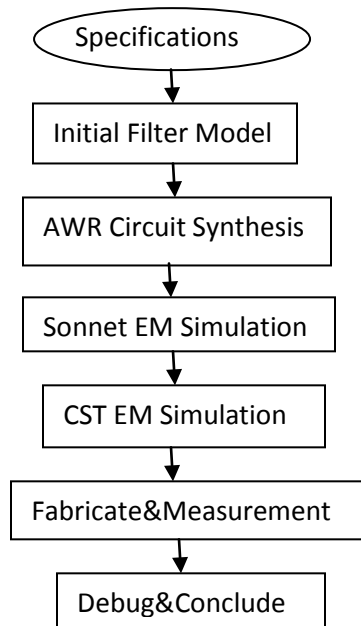 Specifications
Initial Filter Model
AWR Circuit Synthesis
Sonnet EM Simulation
CST EM Simulation
Fabricate&Measurement
Debug&Conclude